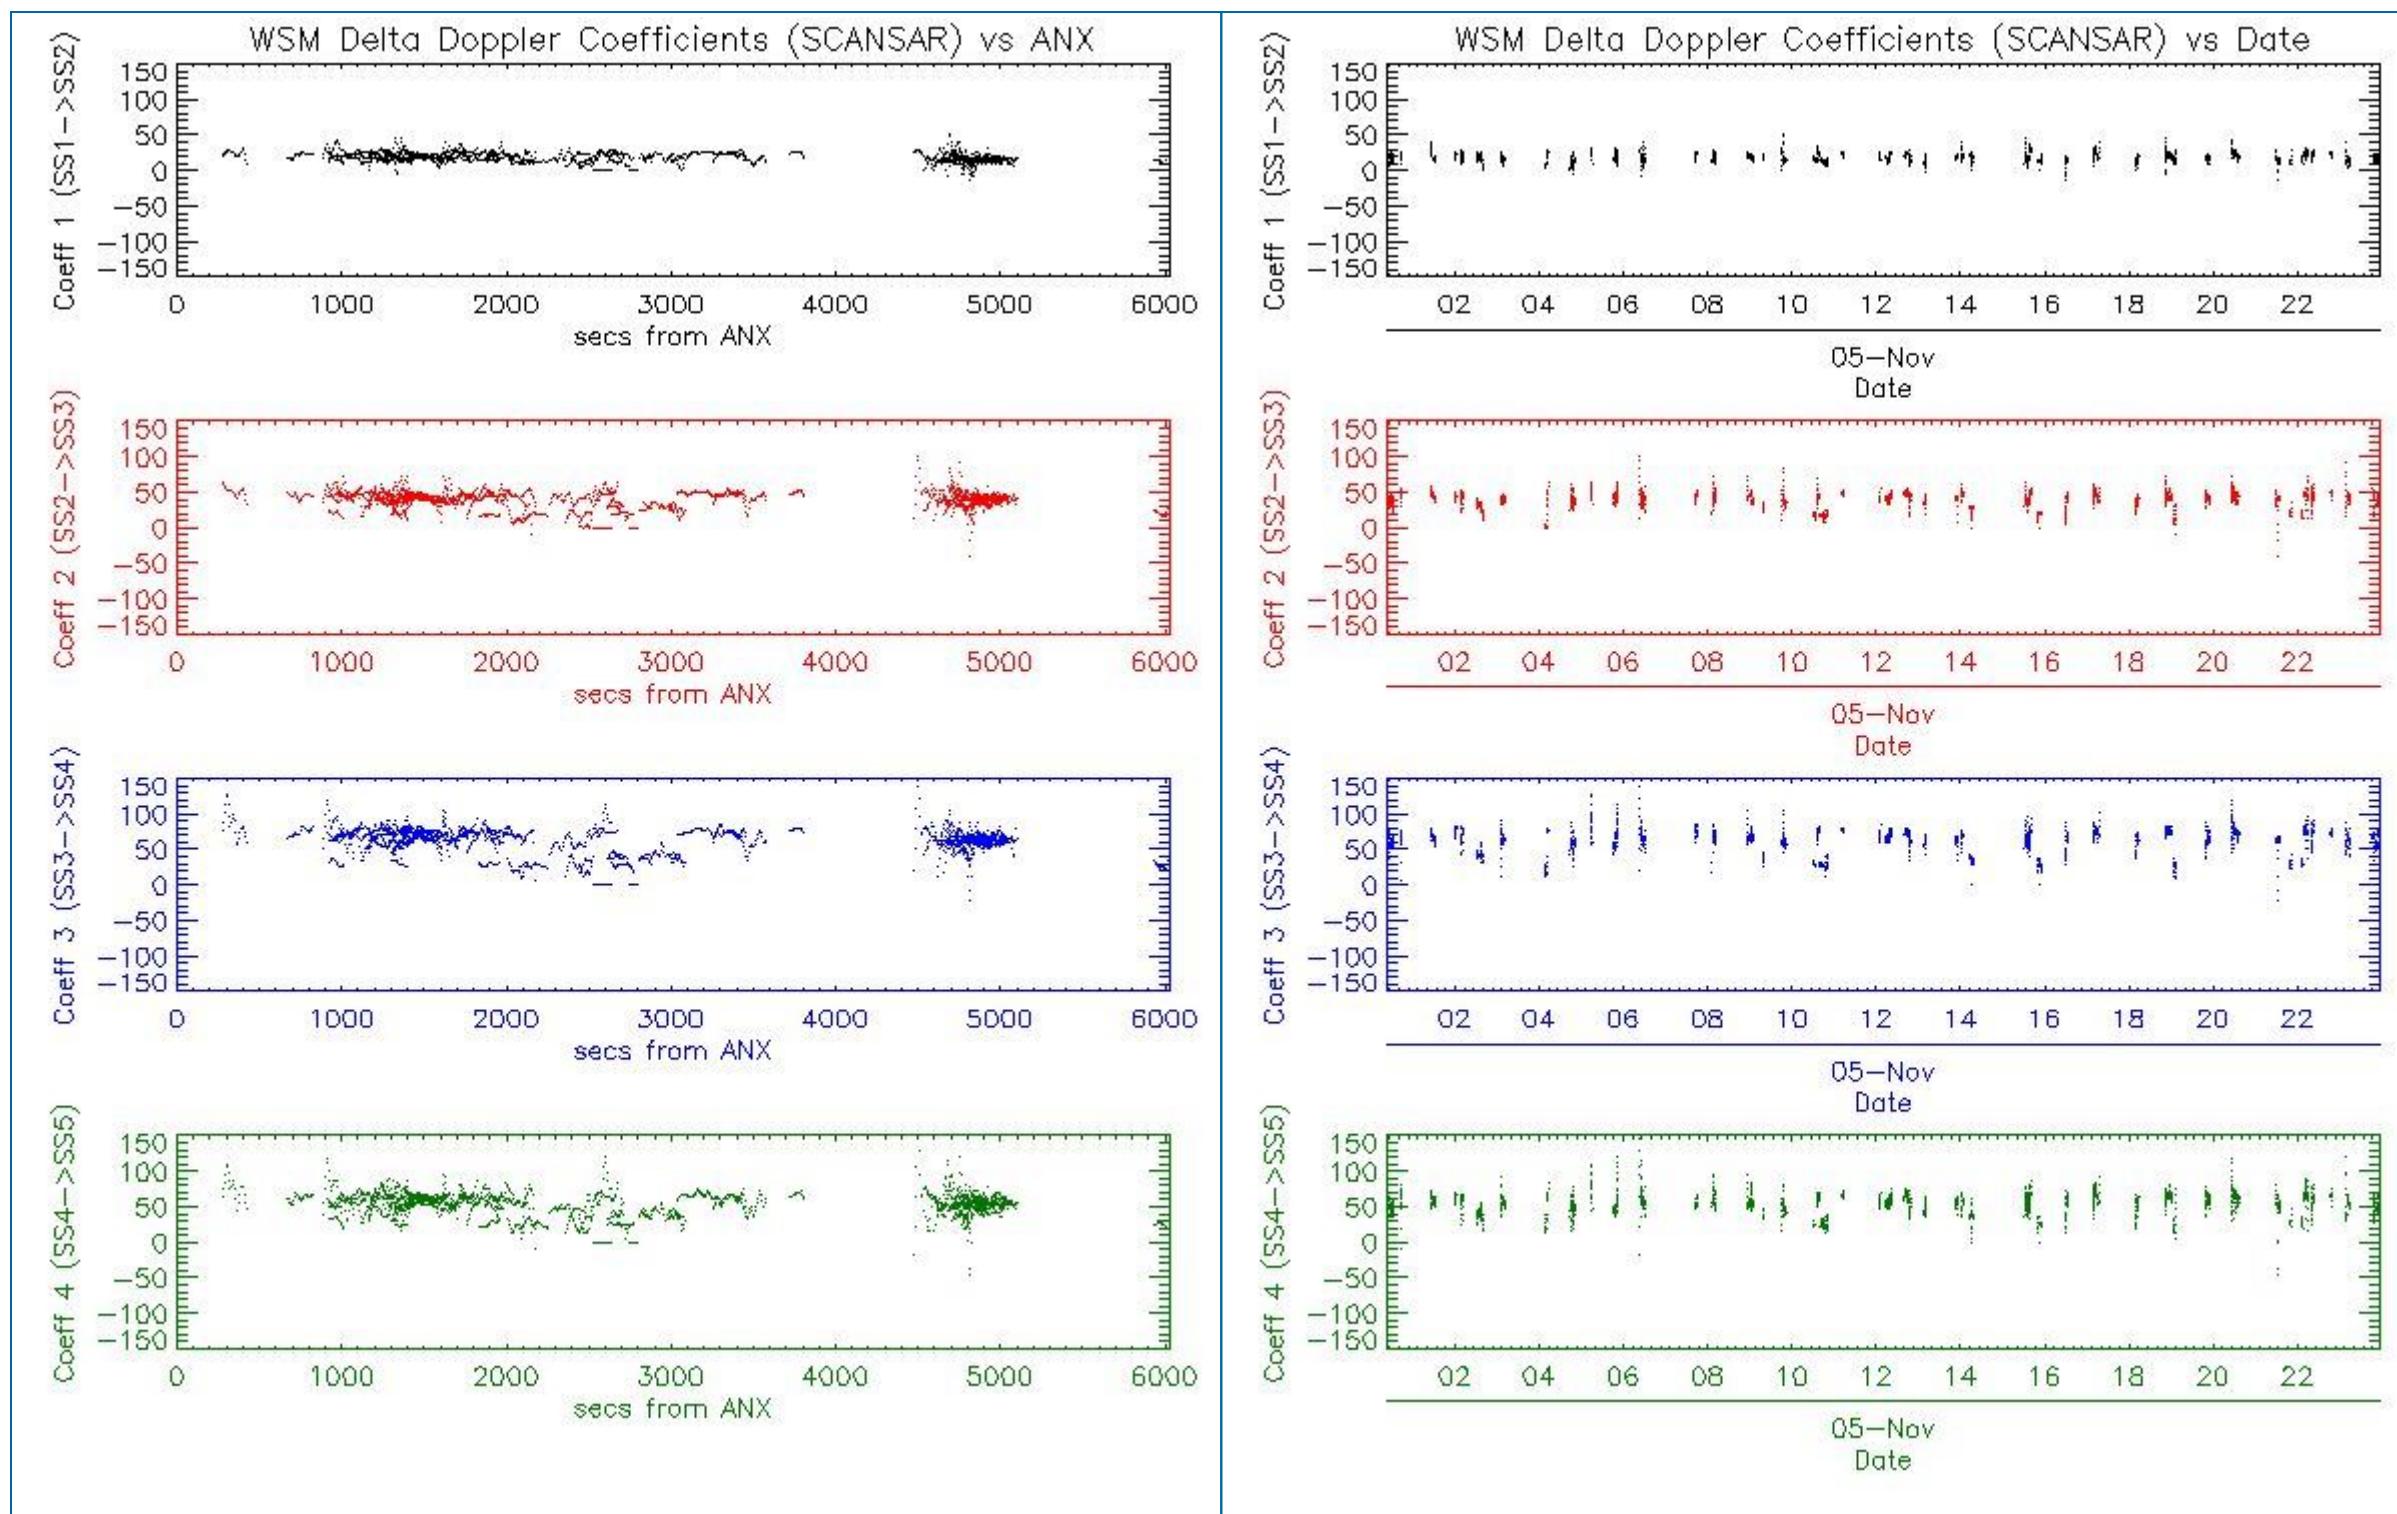 WSM Delta Doppler Coefficients (SCANSAR) vs ANX
Coeff 1 (SS1->SS2)
150
100
50
0
-50
-100
-150
0 1000 2000 3000 4000 5000 6000
secs from ANX
Coeff 2 (SS2->SS3)
150
100
50
0
-50
-100
-150
0 1000 2000 3000 4000 5000 6000
secs from ANX
Coeff 3 (SS3->SS4)
150
100
50
0
-50
-100
-150
0 1000 2000 3000 4000 5000 6000
secs from ANX
Coeff 4 (SS4->SS5)
150
100
50
0
-50
-100
-150
0 1000 2000 3000 4000 5000 6000
secs from ANX
WSM Delta Doppler Coefficients (SCANSAR) vs Date
Coeff 1 (SS1->SS2)
150
100
50
0
-50
-100
-150
02 04 06 08 10 12 14 16 18 20 22
05-Nov
Date
Coeff 2 (SS2->SS3)
150
100
50
0
-50
-100
-150
02 04 06 08 10 12 14 16 18 20 22
05-Nov
Date
Coeff 3 (SS3->SS4)
150
100
50
0
-50
-100
-150
02 04 06 08 10 12 14 16 18 20 22
05-Nov
Date
Coeff 4 (SS4->SS5)
150
100
50
0
-50
-100
-150
02 04 06 08 10 12 14 16 18 20 22
05-Nov
Date